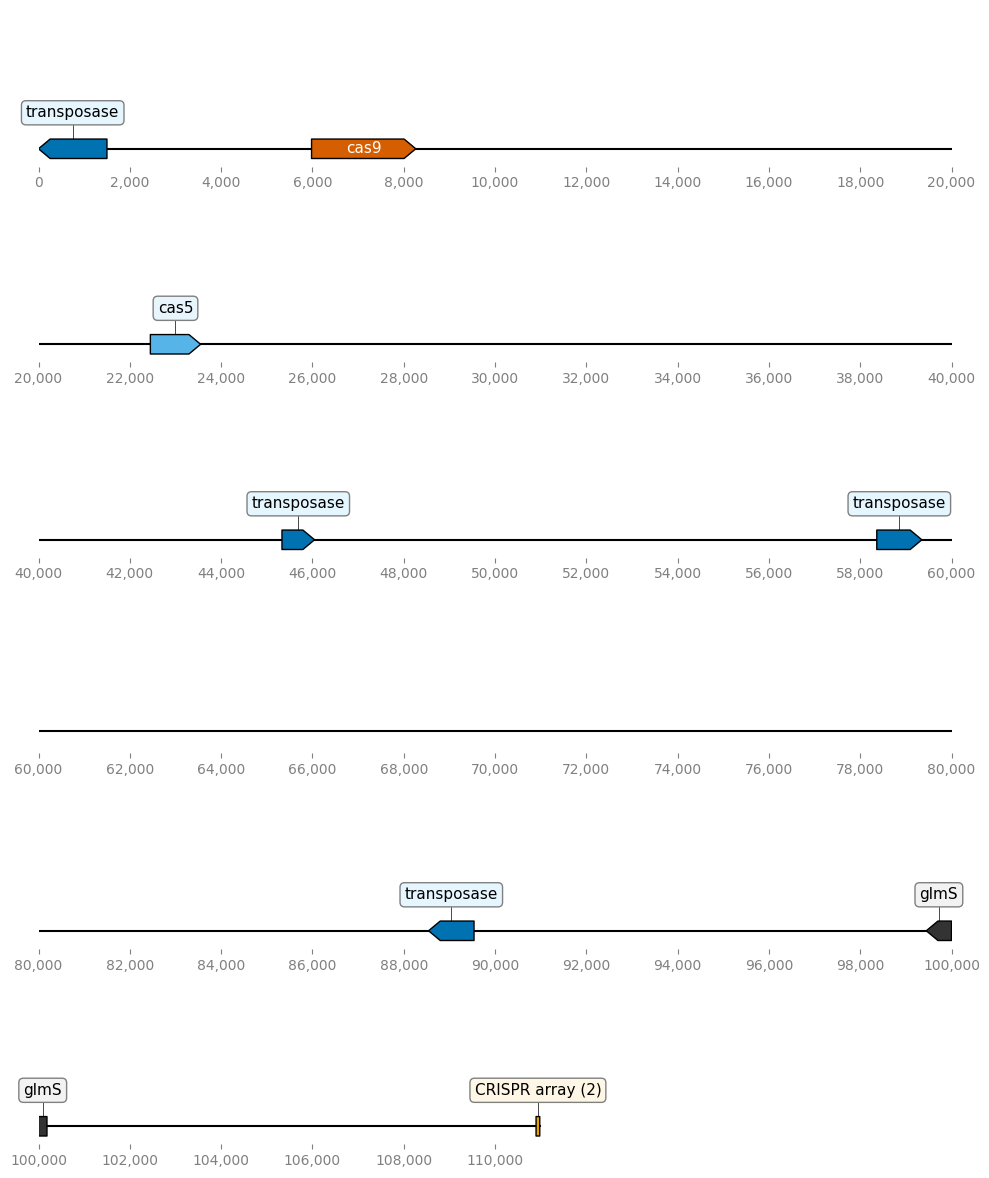 transposase
cas9
0 2,000 4,000 6,000 8,000 10,000 12,000 14,000 16,000 18,000 20,000
cas5
20,000 22,000 24,000 26,000 28,000 30,000 32,000 34,000 36,000 38,000 40,000
transposase transposase
40,000 42,000 44,000 46,000 48,000 50,000 52,000 54,000 56,000 58,000 60,000
60,000 62,000 64,000 66,000 68,000 70,000 72,000 74,000 76,000 78,000 80,000
transposase glmS
80,000 82,000 84,000 86,000 88,000 90,000 92,000 94,000 96,000 98,000 100,000
glmS CRISPR array (2)
100,000 102,000 104,000 106,000 108,000 110,000